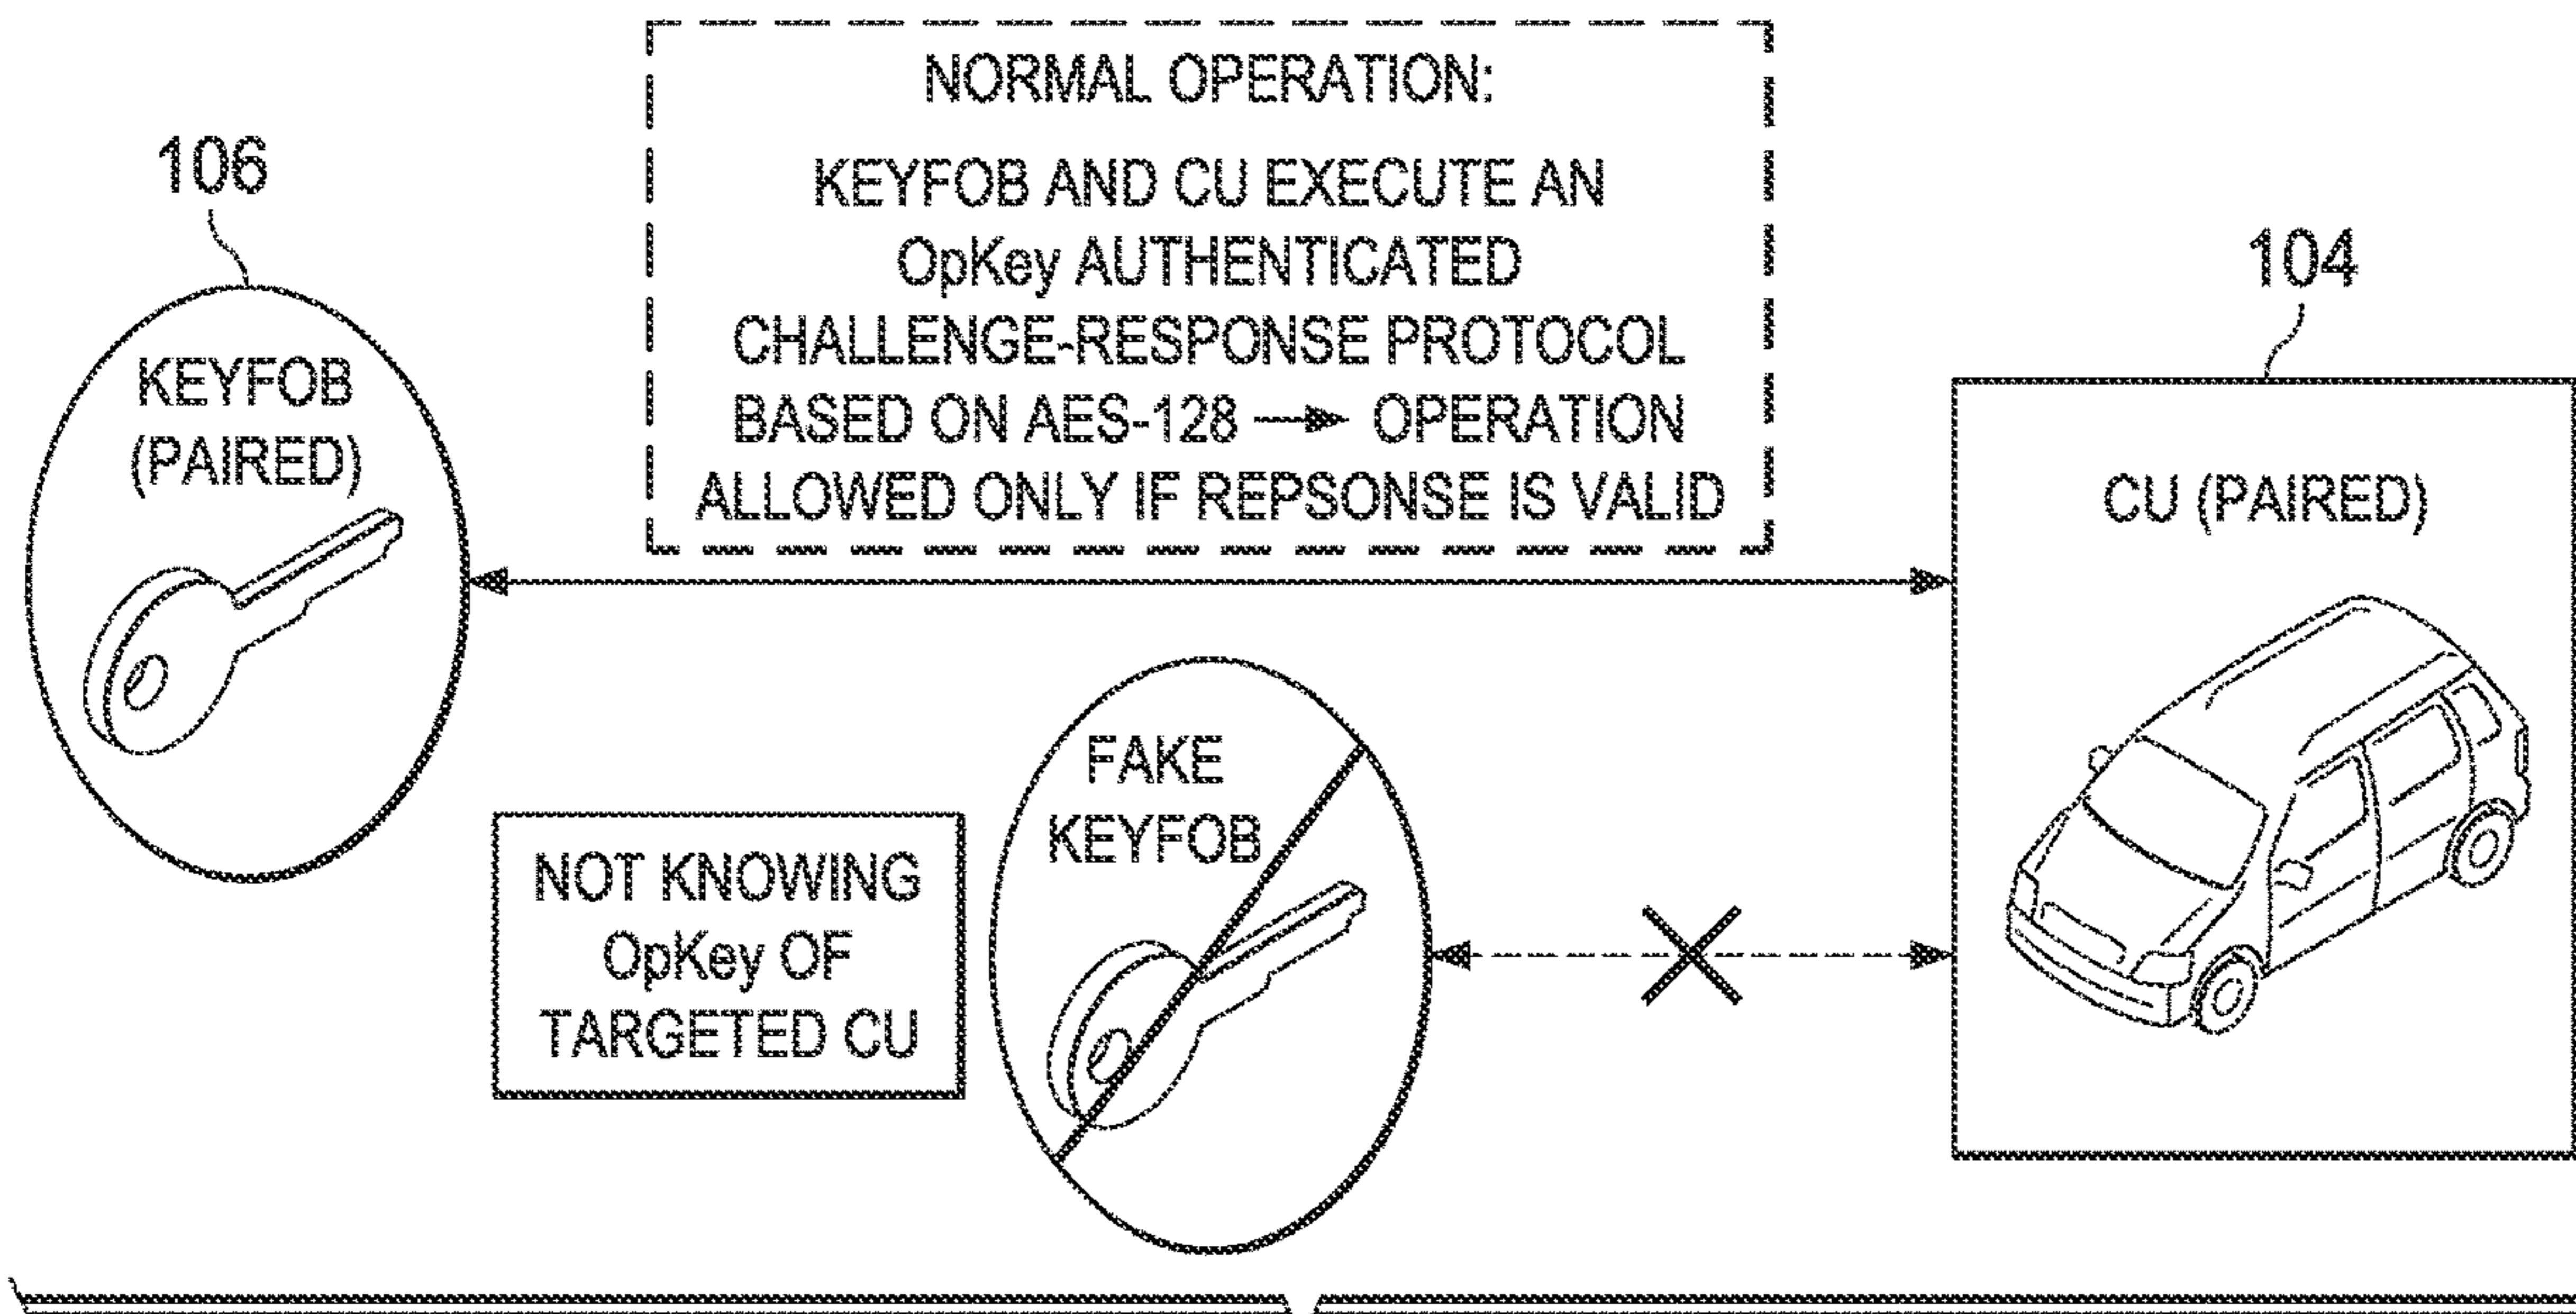 NORMAL OPERATION:
KEYFOB AND CU EXECUTE AN
OpKey AUTHENTICATED
CHALLENGE-RESPONSE PROTOCOL
BASED ON AES-128 → OPERATION
ALLOWED ONLY IF REPSONSE IS VALID
106
KEYFOB
(PAIRED)
104
CU (PAIRED)
FAKE
KEYFOB
NOT KNOWING
OpKey OF
TARGETED CU